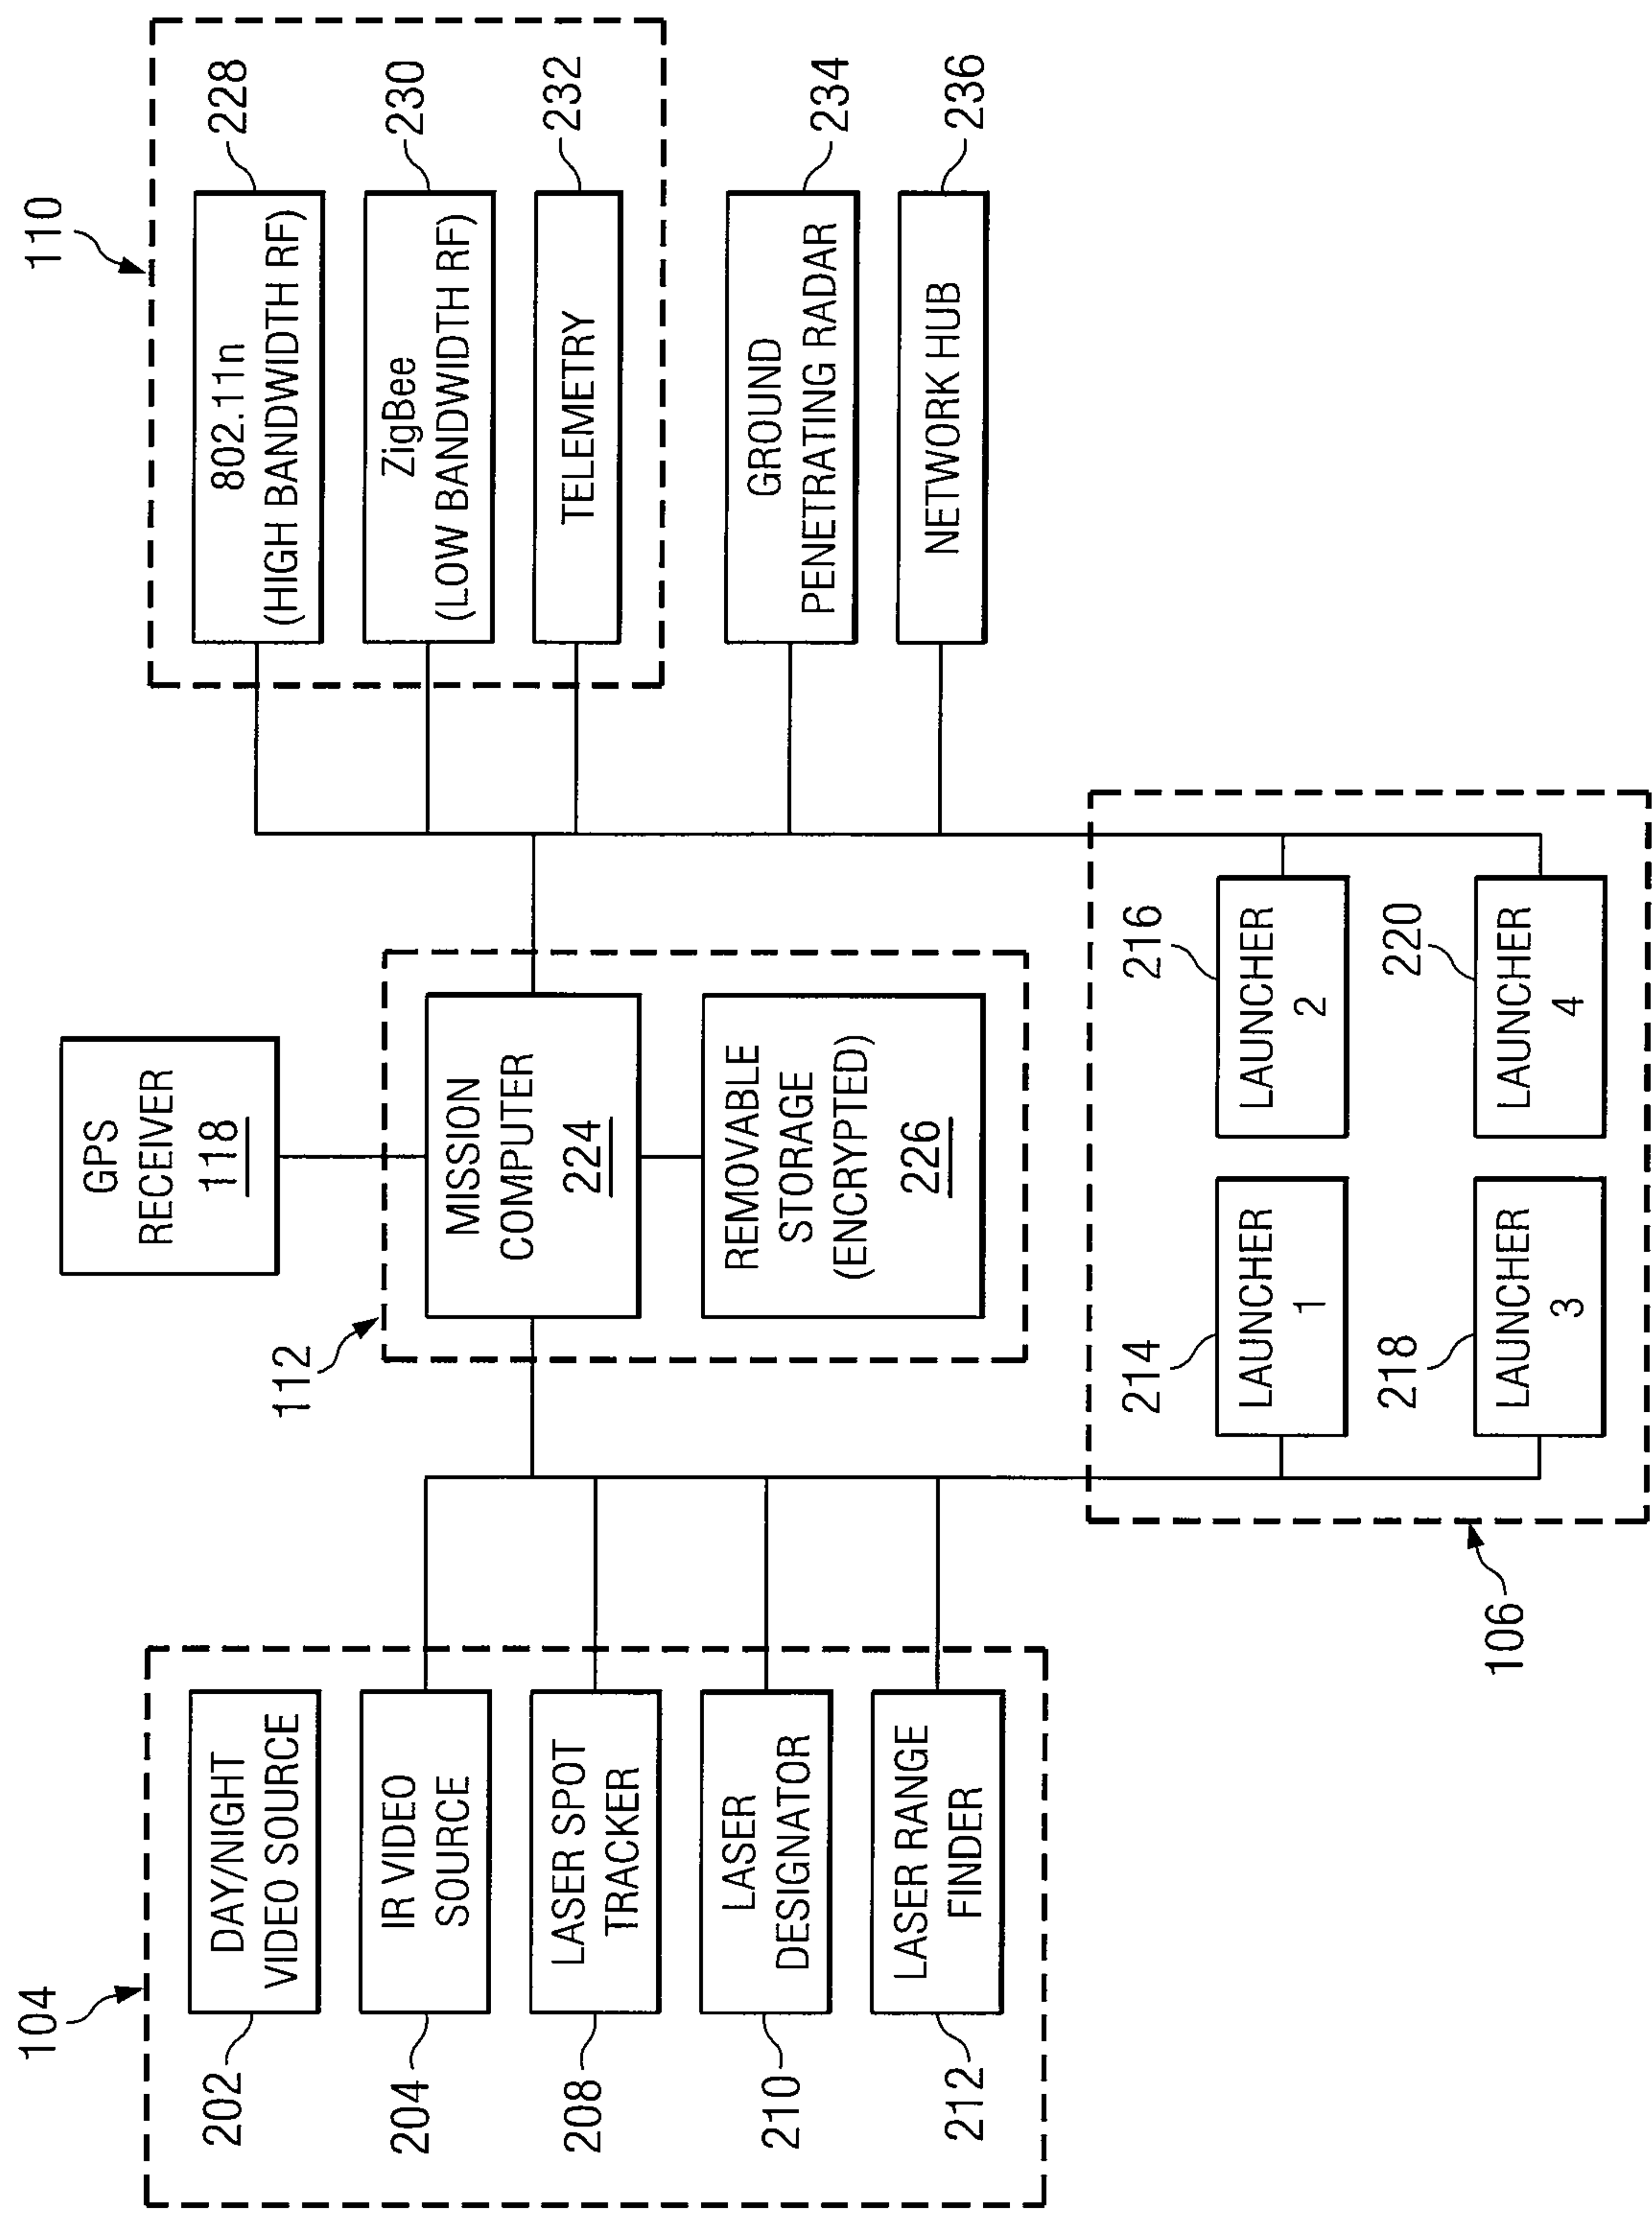 104
202
DAY/NIGHT
VIDEO SOURCE
204
IR VIDEO
SOURCE
208
LASER SPOT
TRACKER
210
LASER
DESIGNATOR
212
LASER RANGE
FINDER
GPS
RECEIVER
118
112
MISSION
COMPUTER
224
REMOVABLE
STORAGE
(ENCRYPTED)
226
110
802.11n
(HIGH BANDWIDTH RF)
228
ZigBee
(LOW BANDWIDTH RF)
230
TELEMETRY
232
GROUND
PENETRATING RADAR
234
NETWORK HUB
236
106
214
LAUNCHER
1
216
LAUNCHER
2
218
LAUNCHER
3
220
LAUNCHER
4